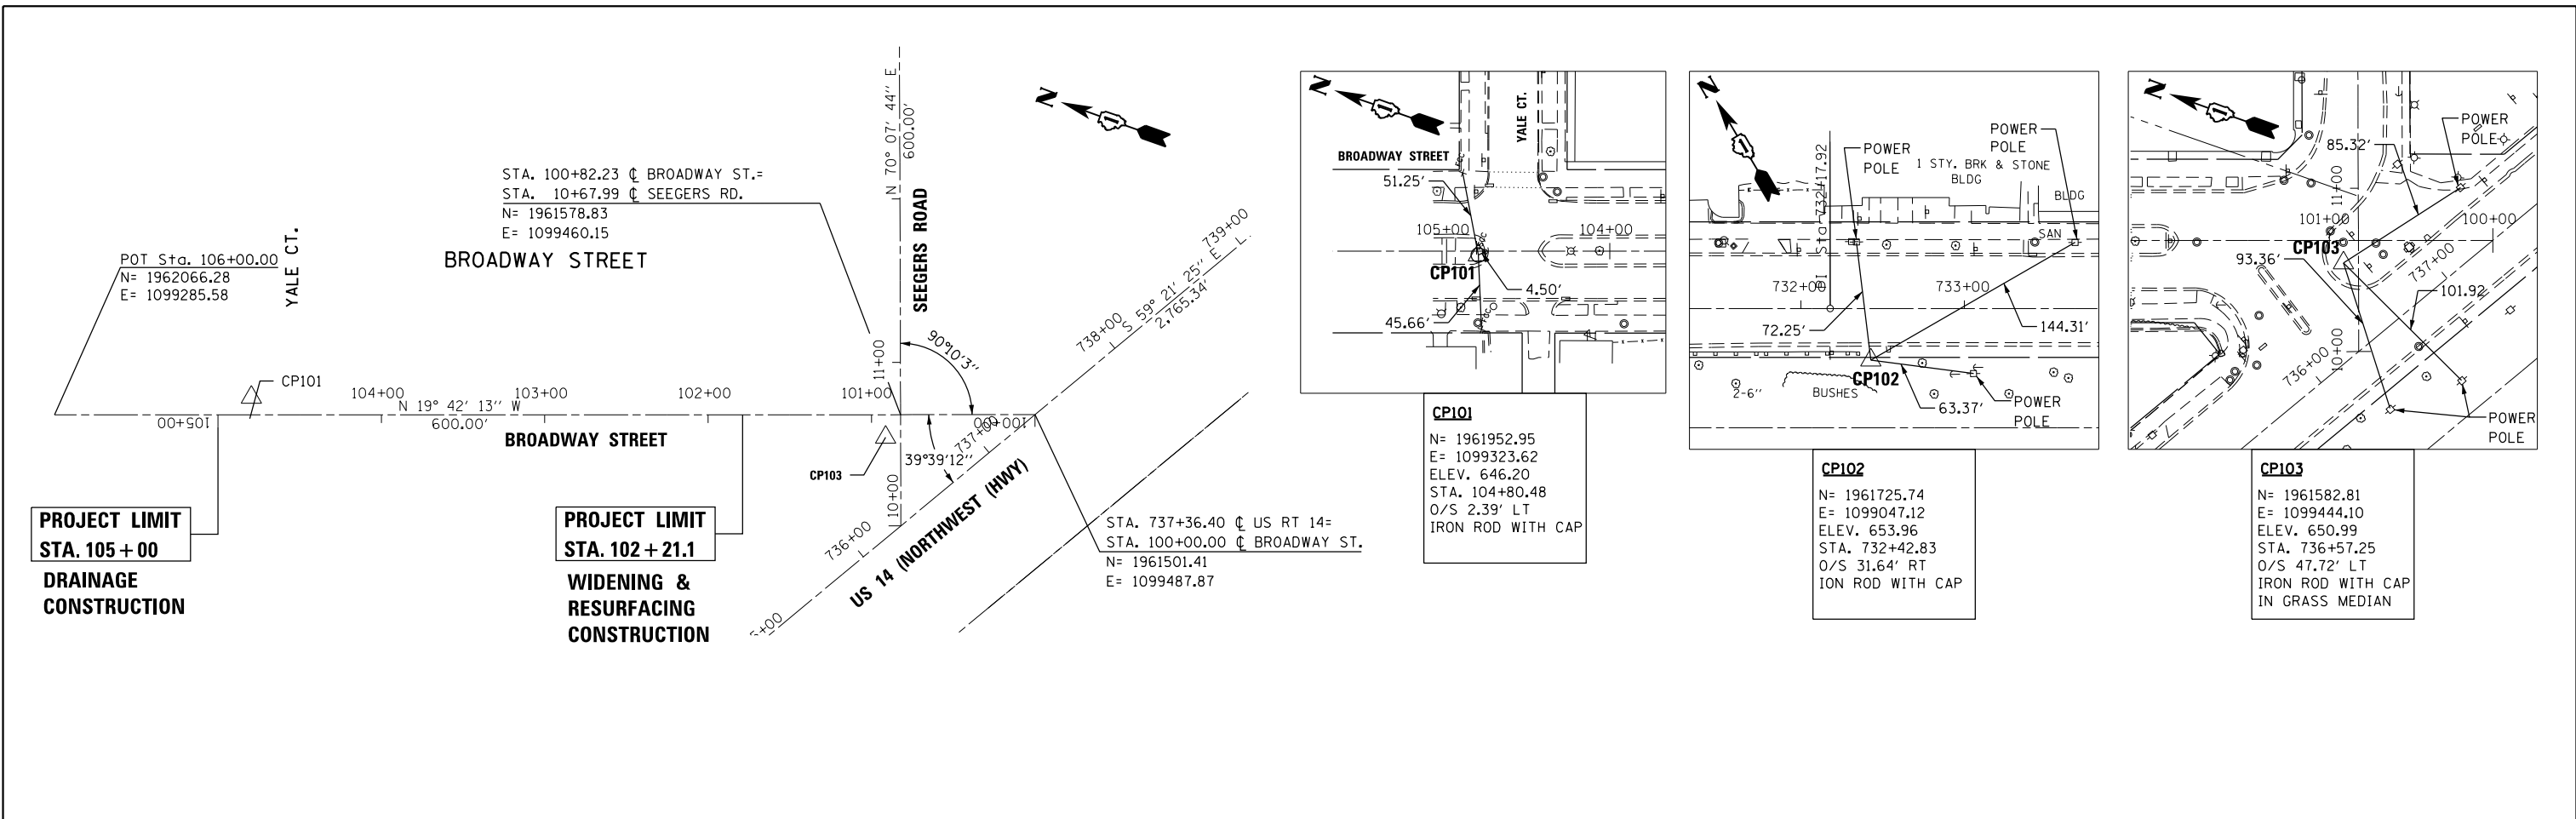 POT Sta. 106+00.00
N= 1962066.28
E= 1099285.58
YALE CT.
STA. 100+82.23 ℄ BROADWAY ST.=
STA. 10+67.99 ℄ SEEGERS RD.
N= 1961578.83
E= 1099460.15
BROADWAY STREET
N 70° 07' 44" E
600.00'
SEEGERS ROAD
N
1
CP101
105+00
104+00
N 19° 42' 13" W
600.00'
103+00
102+00
101+00
100+00
BROADWAY STREET
11+00
10+00
90°10'3"
39°39'12"
CP103
736+00
737+00
738+00
739+00
S 59° 21' 25" E
2,765.34'
US 14 (NORTHWEST (HWY)
STA. 737+36.40 ℄ US RT 14=
STA. 100+00.00 ℄ BROADWAY ST.
N= 1961501.41
E= 1099487.87
PROJECT LIMIT
STA. 105+00
DRAINAGE
CONSTRUCTION
PROJECT LIMIT
STA. 102+21.1
WIDENING &
RESURFACING
CONSTRUCTION
N
1
YALE CT.
BROADWAY STREET
51.25'
105+00
104+00
CP101
4.50'
45.66'
CP101
N= 1961952.95
E= 1099323.62
ELEV. 646.20
STA. 104+80.48
O/S 2.39' LT
IRON ROD WITH CAP
N
1
PI Sta 732+17.92
POWER
POLE
POWER
POLE
1 STY. BRK & STONE
BLDG
BLDG
SAN
732+00
733+00
72.25'
144.31'
CP102
2-6"
BUSHES
63.37'
POWER
POLE
CP102
N= 1961725.74
E= 1099047.12
ELEV. 653.96
STA. 732+42.83
O/S 31.64' RT
ION ROD WITH CAP
N
1
85.32'
POWER
POLE
11+00
101+00
100+00
CP103
93.36'
737+00
101.92
10+00
736+00
POWER
POLE
CP103
N= 1961582.81
E= 1099444.10
ELEV. 650.99
STA. 736+57.25
O/S 47.72' LT
IRON ROD WITH CAP
IN GRASS MEDIAN